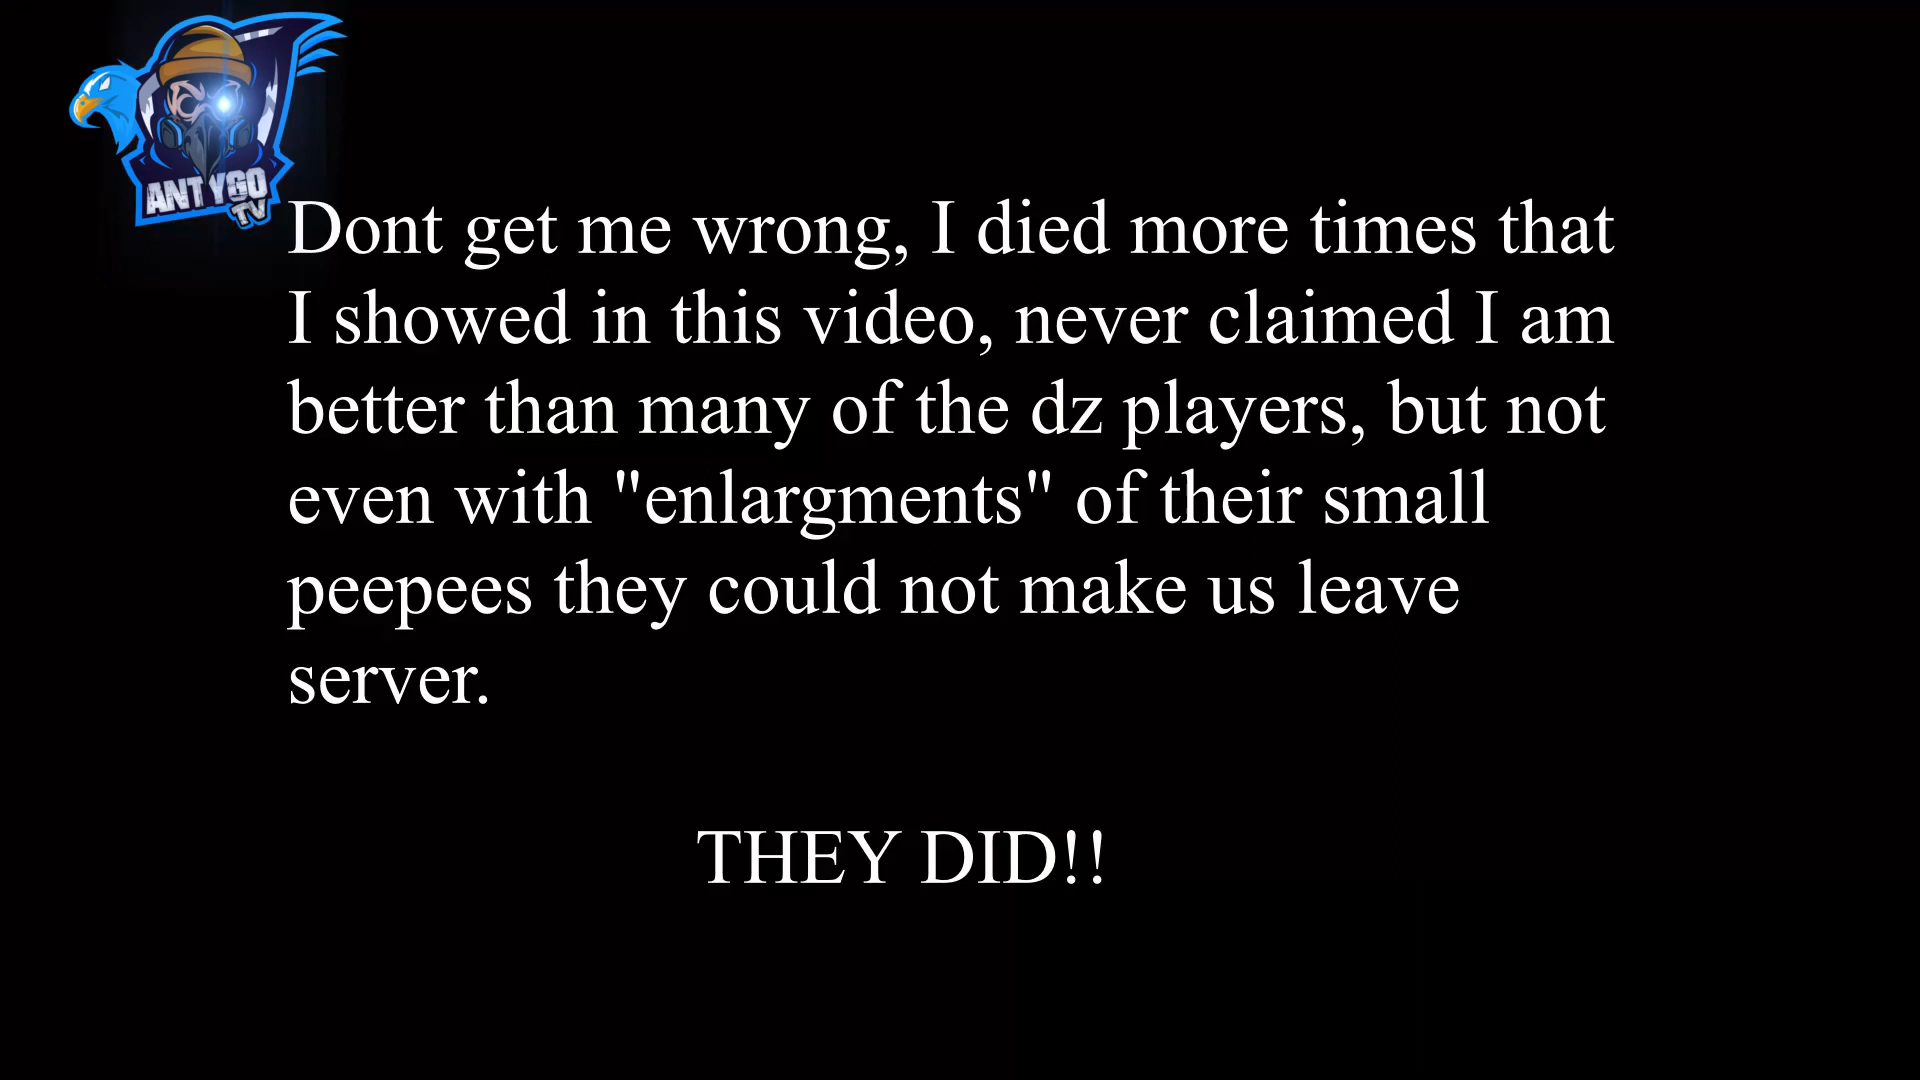 ANTYGO
TV
Dont get me wrong, I died more times that
I showed in this video, never claimed I am
better than many of the dz players, but not
even with "enlargments" of their small
peepees they could not make us leave
server.
THEY DID!!